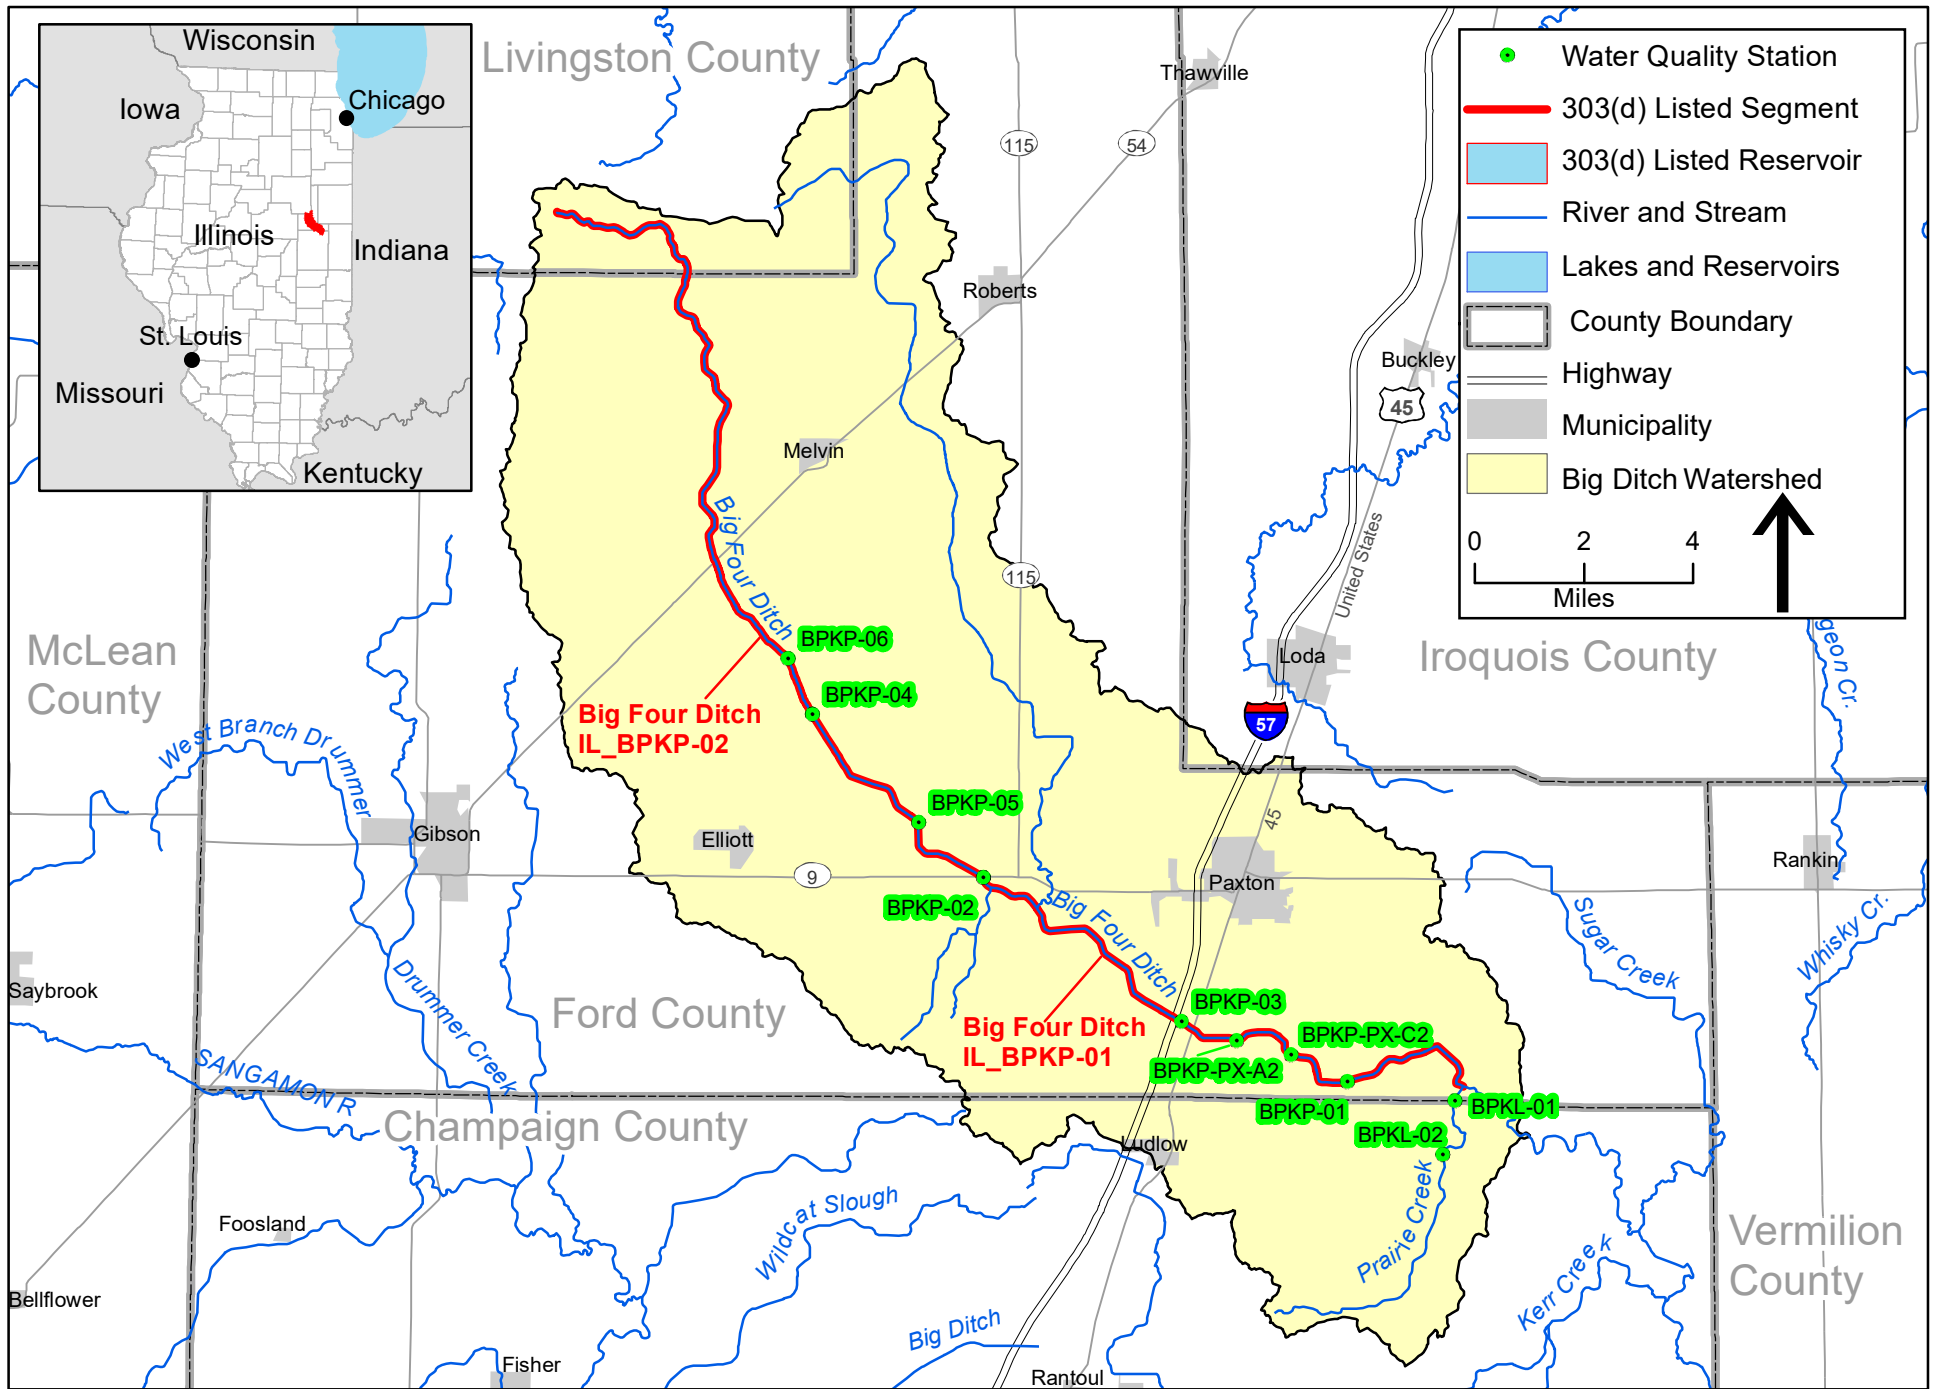 Wisconsin
Iowa
Chicago
Illinois
Indiana
St. Louis
Missouri
Kentucky
Livingston County
Thawville
115
54
Roberts
Buckley
45
Melvin
Big Four Ditch
115
United States
Water Quality Station
303(d) Listed Segment
303(d) Listed Reservoir
River and Stream
Lakes and Reservoirs
County Boundary
Highway
Municipality
Big Ditch Watershed
0 2 4
Miles
McLean
County
BPKP-06
BPKP-04
Big Four Ditch
IL_BPKP-02
Loda
Iroquois County
geon Cr.
57
West Branch Drummer
Gibson
Elliott
BPKP-05
45
9
Paxton
Rankin
BPKP-02
Big Four Ditch
Sugar Creek
Whisky Cr.
Saybrook
Drummer Creek
Ford County
BPKP-03
Big Four Ditch
IL_BPKP-01
BPKP-PX-C2
BPKP-PX-A2
SANGAMON R
Champaign County
BPKP-01
BPKL-01
BPKL-02
Ludlow
Prairie Creek
Wildcat Slough
Foosland
Vermilion
County
Kerr Creek
Bellflower
Big Ditch
Fisher
Rantoul